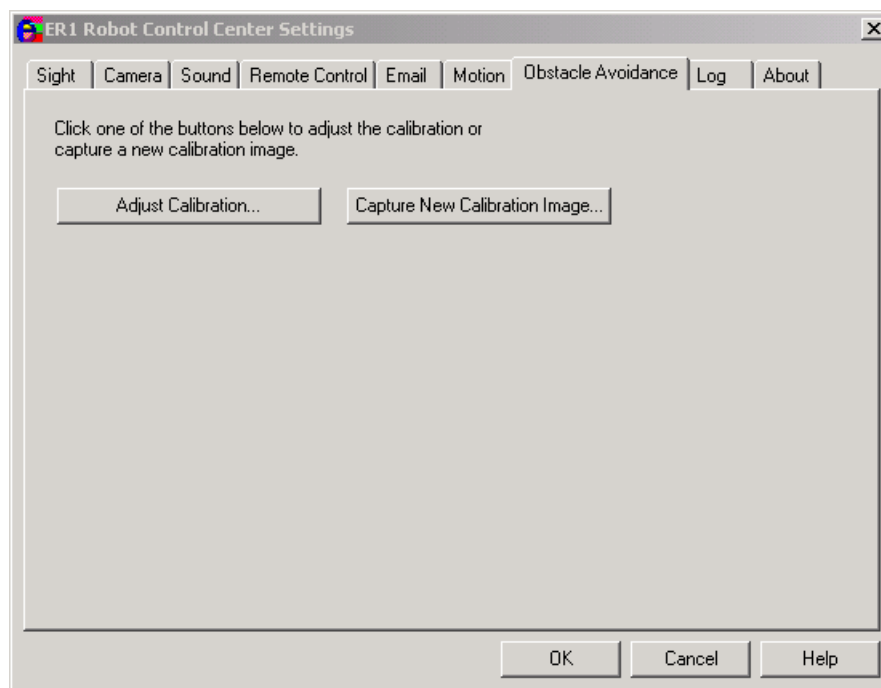 ER1 Robot Control Center Settings
Sight Camera Sound Remote Control Email Motion Obstacle Avoidance Log About
Click one of the buttons below to adjust the calibration or
capture a new calibration image.
Adjust Calibration... Capture New Calibration Image...
OK Cancel Help